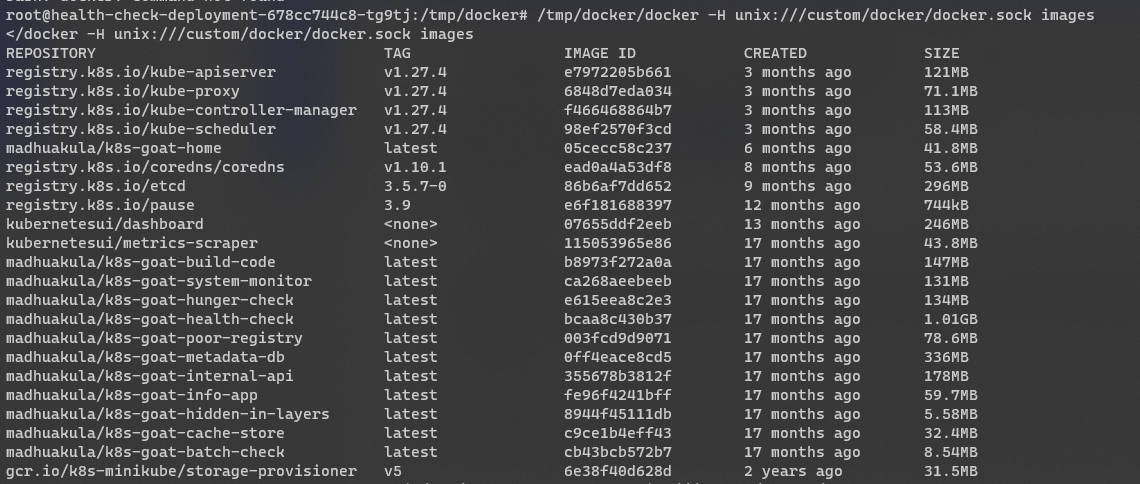 root@health-check-deployment-678cc744c8-tg9tj:/tmp/docker# /tmp/docker/docker -H unix:///custom/docker/docker.sock images
</docker -H unix:///custom/docker/docker.sock images
REPOSITORY TAG IMAGE ID CREATED SIZE
registry.k8s.io/kube-apiserver v1.27.4 e7972205b661 3 months ago 121MB
registry.k8s.io/kube-proxy v1.27.4 6848d7eda034 3 months ago 71.1MB
registry.k8s.io/kube-controller-manager v1.27.4 f466468864b7 3 months ago 113MB
registry.k8s.io/kube-scheduler v1.27.4 98ef2570f3cd 3 months ago 58.4MB
madhuakula/k8s-goat-home latest 05cecc58c237 6 months ago 41.8MB
registry.k8s.io/coredns/coredns v1.10.1 ead0a4a53df8 8 months ago 53.6MB
registry.k8s.io/etcd 3.5.7-0 86b6af7dd652 9 months ago 296MB
registry.k8s.io/pause 3.9 e6f181688397 12 months ago 744kB
kubernetesui/dashboard <none> 07655ddf2eeb 13 months ago 246MB
kubernetesui/metrics-scraper <none> 115053965e86 17 months ago 43.8MB
madhuakula/k8s-goat-build-code latest b8973f272a0a 17 months ago 147MB
madhuakula/k8s-goat-system-monitor latest ca268aeebeeb 17 months ago 131MB
madhuakula/k8s-goat-hunger-check latest e615eea8c2e3 17 months ago 134MB
madhuakula/k8s-goat-health-check latest bcaa8c430b37 17 months ago 1.01GB
madhuakula/k8s-goat-poor-registry latest 003fcd9d9071 17 months ago 78.6MB
madhuakula/k8s-goat-metadata-db latest 0ff4eace8cd5 17 months ago 336MB
madhuakula/k8s-goat-internal-api latest 355678b3812f 17 months ago 178MB
madhuakula/k8s-goat-info-app latest fe96f4241bff 17 months ago 59.7MB
madhuakula/k8s-goat-hidden-in-layers latest 8944f45111db 17 months ago 5.58MB
madhuakula/k8s-goat-cache-store latest c9ce1b4eff43 17 months ago 32.4MB
madhuakula/k8s-goat-batch-check latest cb43bcb572b7 17 months ago 8.54MB
gcr.io/k8s-minikube/storage-provisioner v5 6e38f40d628d 2 years ago 31.5MB